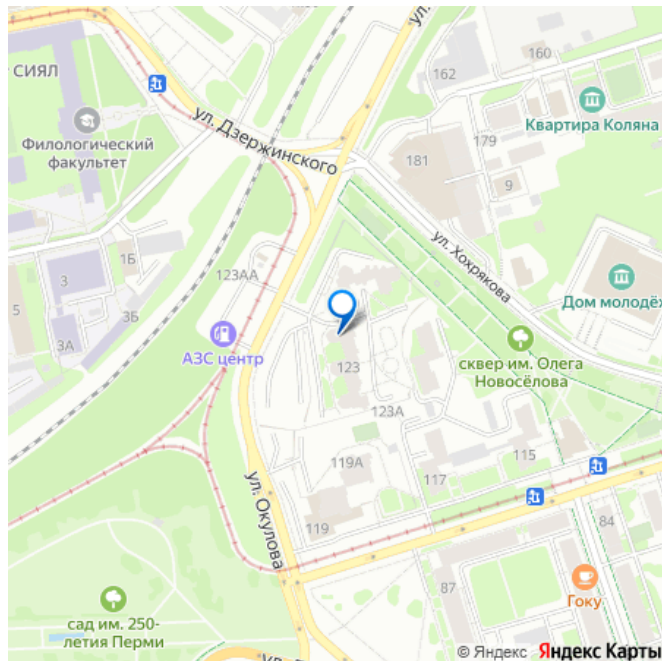 ул.
СИЯЛ
160
162
ул. Дзержинского
Квартира Коляна
Филологический
факультет
179
181
9
ул. Хохрякова
1Б
123АА
3
Дом молодёж
5
3Б
3А
АЗС центр
сквер им. Олега
Новосёлова
123
123А
115
119А
117
ул. Окулова
119
84
87
Гоку
сад им. 250-
летия Перми
© Яндекс Яндекс Карты